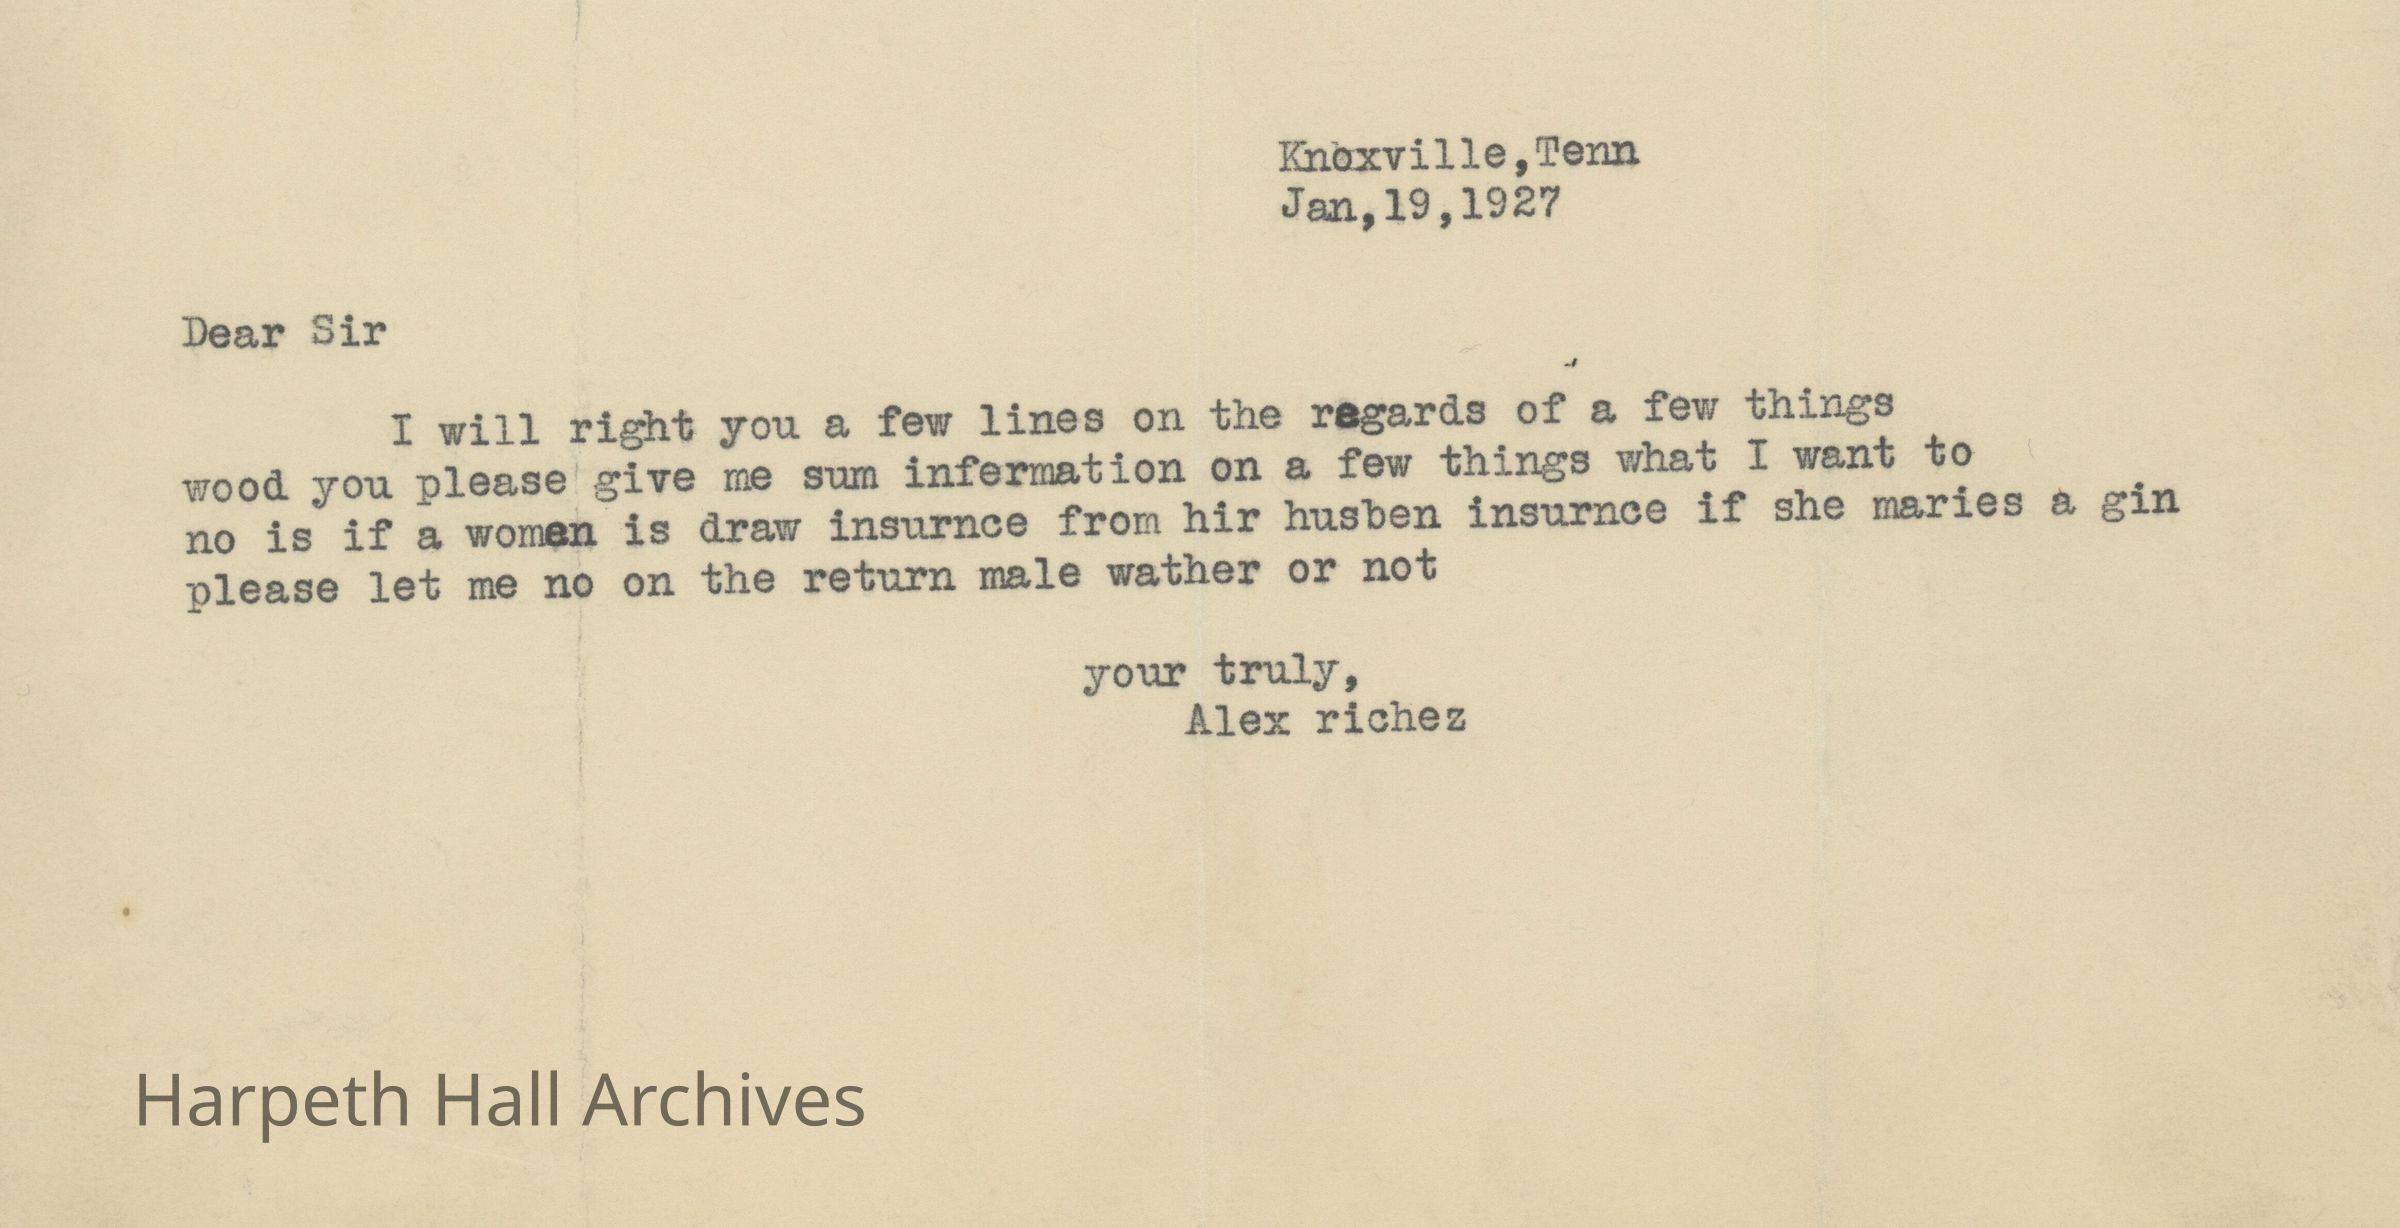 Knoxville,Tenn
Jan,19,1927
Dear Sir
I will right you a few lines on the regards of a few things
wood you please give me sum infermation on a few things what I want to
no is if a women is draw insurnce from hir husben insurnce if she maries a gin
please let me no on the return male wather or not
your truly,
Alex richez
Harpeth Hall Archives